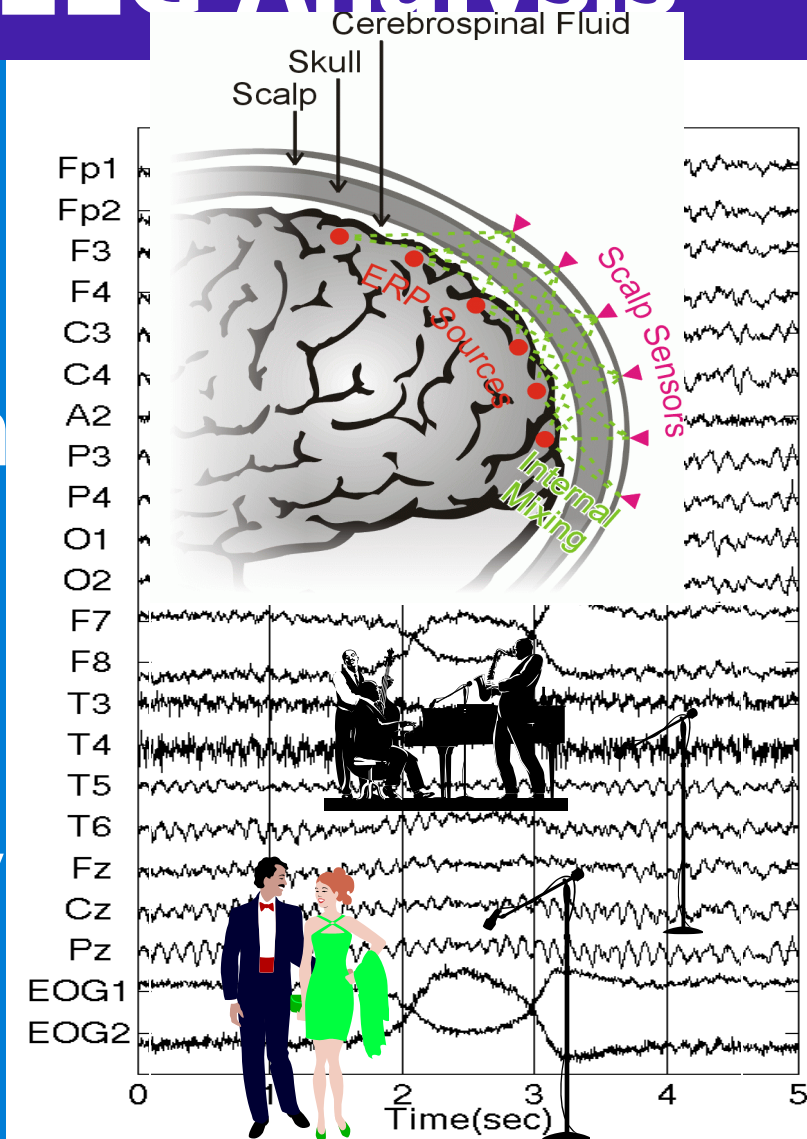 EEG Analysis
Cerebrospinal Fluid
Skull
Scalp
Fp1
Fp2
F3
F4
C3
C4
A2
P3
P4
O1
O2
F7
F8
T3
T4
T5
T6
Fz
Cz
Pz
EOG1
EOG2
ERP Sources
Scalp Sensors
Internal
Mixing
0 1 2 3 4 5
Time(sec)